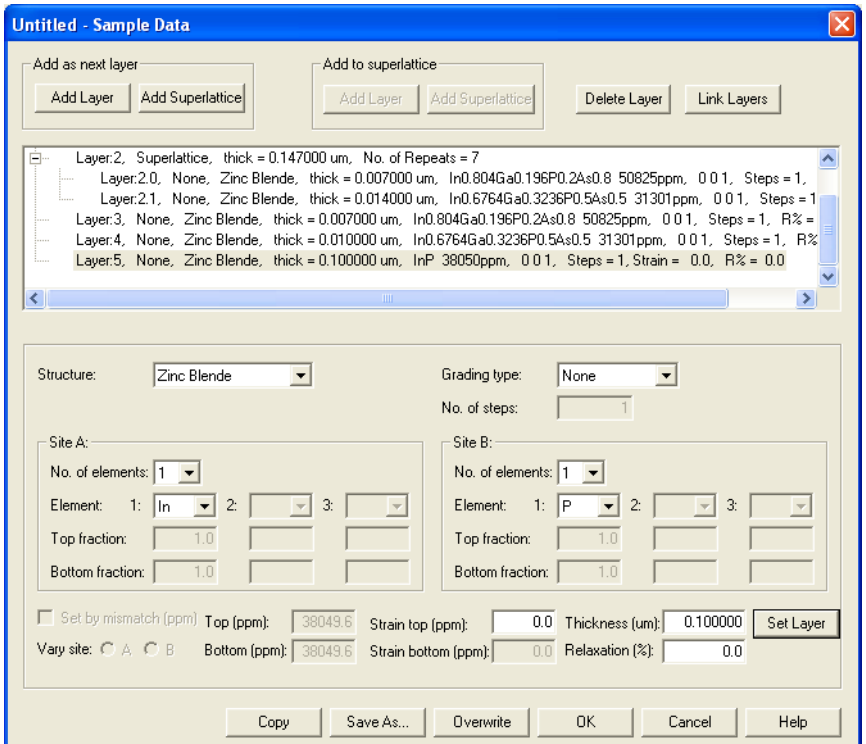 Untitled - Sample Data
Add as next layer
Add to superlattice
Add Layer Add Superlattice Add Layer Add Superlattice Delete Layer Link Layers
Layer:2, Superlattice, thick = 0.147000 um, No. of Repeats = 7
Layer:2.0, None, Zinc Blende, thick = 0.007000 um, In0.804Ga0.196P0.2As0.8 50825ppm, 0 0 1, Steps = 1,
Layer:2.1, None, Zinc Blende, thick = 0.014000 um, In0.6764Ga0.3236P0.5As0.5 31301ppm, 0 0 1, Steps = 1
Layer:3, None, Zinc Blende, thick = 0.007000 um, In0.804Ga0.196P0.2As0.8 50825ppm, 0 0 1, Steps = 1, R% =
Layer:4, None, Zinc Blende, thick = 0.010000 um, In0.6764Ga0.3236P0.5As0.5 31301ppm, 0 0 1, Steps = 1, R%
Layer:5, None, Zinc Blende, thick = 0.100000 um, InP 38050ppm, 0 0 1, Steps = 1, Strain = 0.0, R% = 0.0
Structure: Zinc Blende Grading type: None
No. of steps: 1
Site A: Site B:
No. of elements: 1 No. of elements: 1
Element: 1: In 2: 3: Element: 1: P 2: 3:
Top fraction: 1.0 Top fraction: 1.0
Bottom fraction: 1.0 Bottom fraction: 1.0
Set by mismatch (ppm) Top (ppm): 38049.6 Strain top (ppm): 0.0 Thickness (um): 0.100000 Set Layer
Vary site: A B Bottom (ppm): 38049.6 Strain bottom (ppm): 0.0 Relaxation (%): 0.0
Copy Save As... Overwrite OK Cancel Help